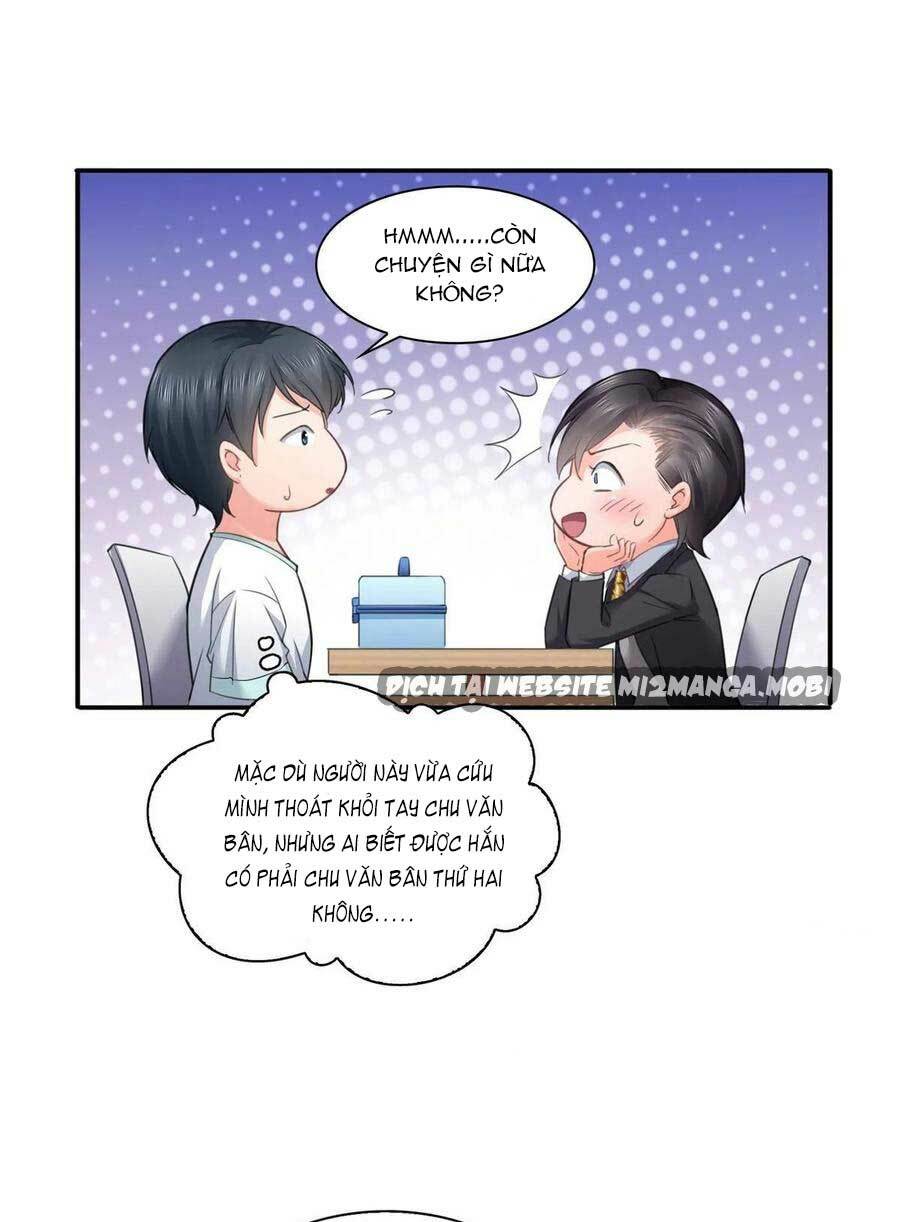 HMMM.....CÒN
CHUYỆN GÌ NỮA
KHÔNG?
DỊCH TẠI WEBSITE MI2MANGA.MOBI
MẶC DÙ NGƯỜI NÀY VỪA CỨU
MÌNH THOÁT KHỎI TAY CHU VĂN
BÂN, NHƯNG AI BIẾT ĐƯỢC HẮN
CÓ PHẢI CHU VĂN BÂN THỨ HAI
KHÔNG.....